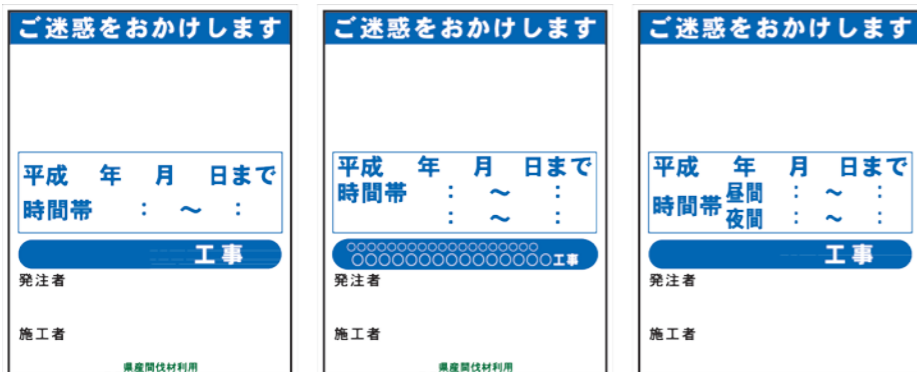 ご迷惑をおかけします
平成 年 月 日まで
時間帯 : ～ :
工事
発注者
施工者
県産間伐材利用
ご迷惑をおかけします
平成 年 月 日まで
時間帯 : ～ :
: ～ :
○○○○○○○○○○○○○○○○○○○
○○○○○○○○○○○○○○○工事
発注者
施工者
県産間伐材利用
ご迷惑をおかけします
平成 年 月 日まで
時間帯 昼間 : ～ :
夜間 : ～ :
工事
発注者
施工者